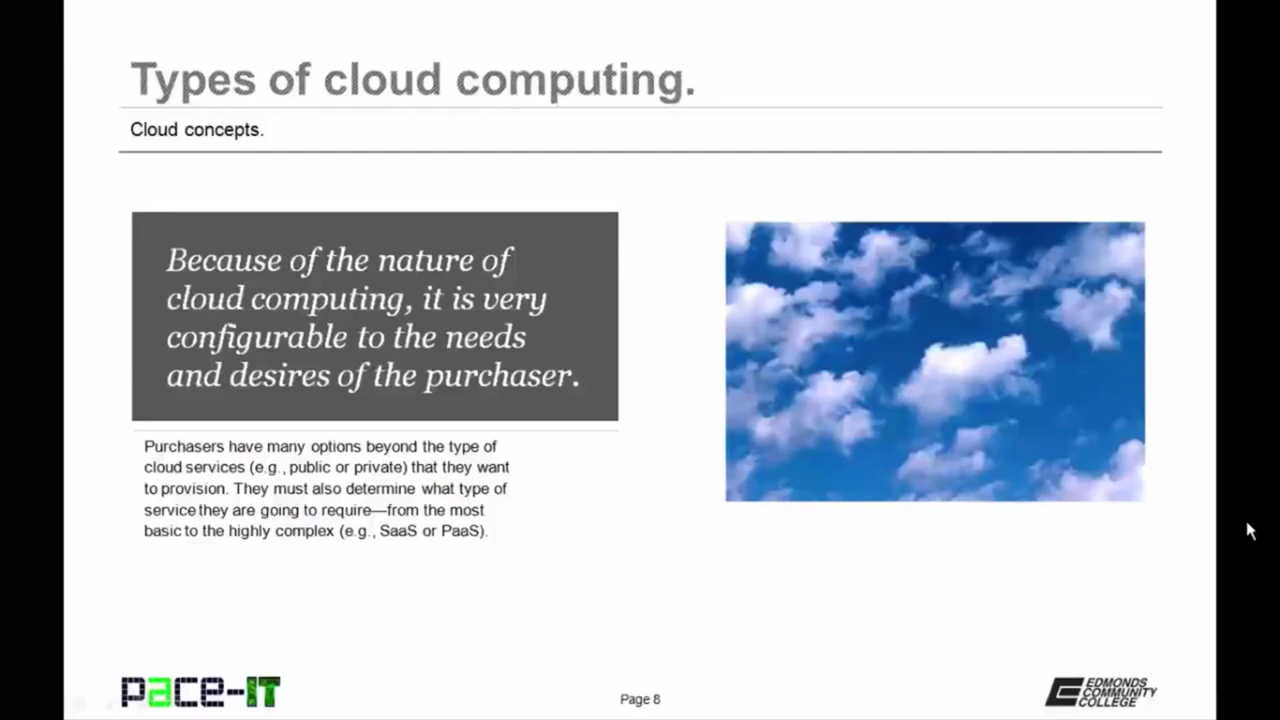 Types of cloud computing.
Cloud concepts.
Because of the nature of
cloud computing, it is very
configurable to the needs
and desires of the purchaser.
Purchasers have many options beyond the type of
cloud services (e.g., public or private) that they want
to provision. They must also determine what type of
service they are going to require—from the most
basic to the highly complex (e.g., SaaS or PaaS).
pace-IT
Page 8
EDMONDS
COMMUNITY
COLLEGE